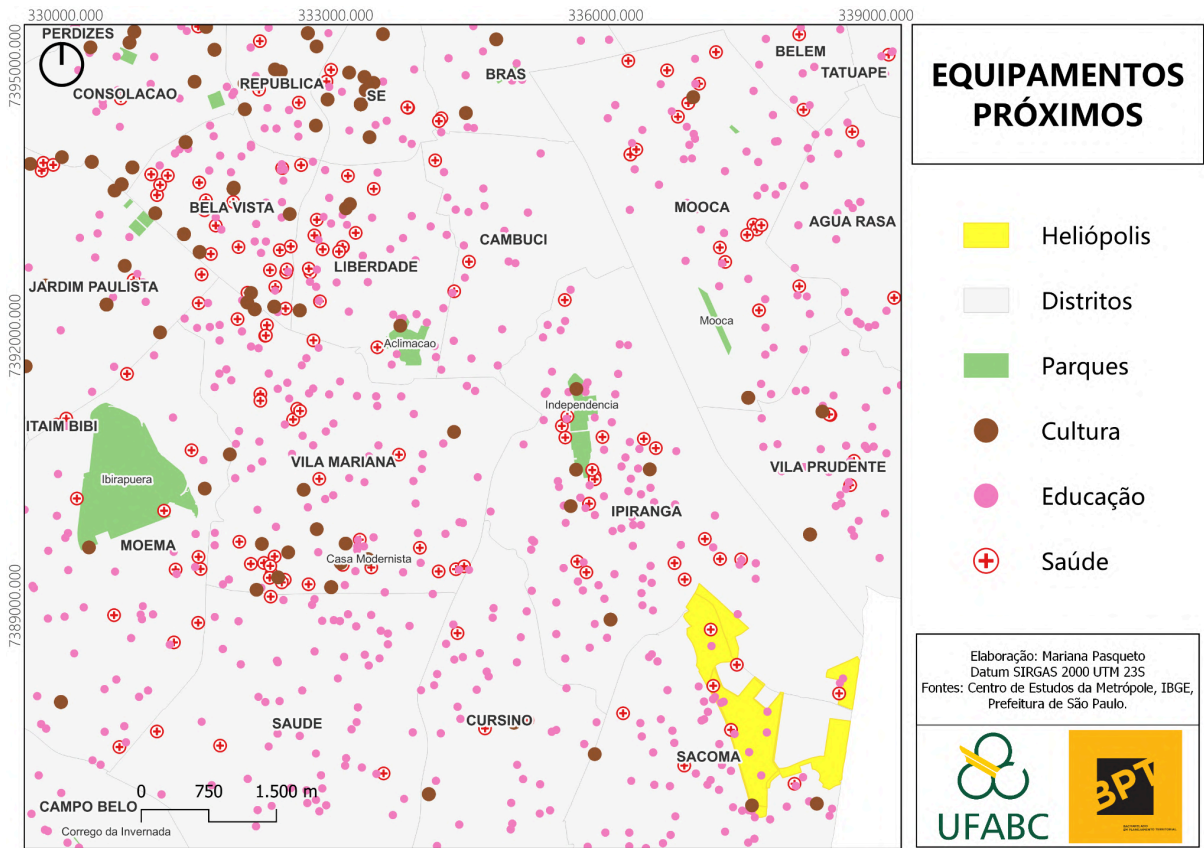 330000.000
333000.000
336000.000
339000.000
7395000.000
7392000.000
7389000.000
PERDIZES
CONSOLACAO
REPUBLICA
SE
BRAS
BELEM
TATUAPE
BELA VISTA
LIBERDADE
CAMBUCI
MOOCA
AGUA RASA
JARDIM PAULISTA
Mooca
Aclimacao
Independencia
ITAIM BIBI
Ibirapuera
VILA MARIANA
VILA PRUDENTE
IPIRANGA
MOEMA
Casa Modernista
SAUDE
CURSINO
SACOMA
0 750 1.500 m
CAMPO BELO
Corrego da Invernada
EQUIPAMENTOS
PRÓXIMOS
Heliópolis
Distritos
Parques
Cultura
Educação
Saúde
Elaboração: Mariana Pasqueto
Datum SIRGAS 2000 UTM 23S
Fontes: Centro de Estudos da Metrópole, IBGE,
Prefeitura de São Paulo.
UFABC
BPT